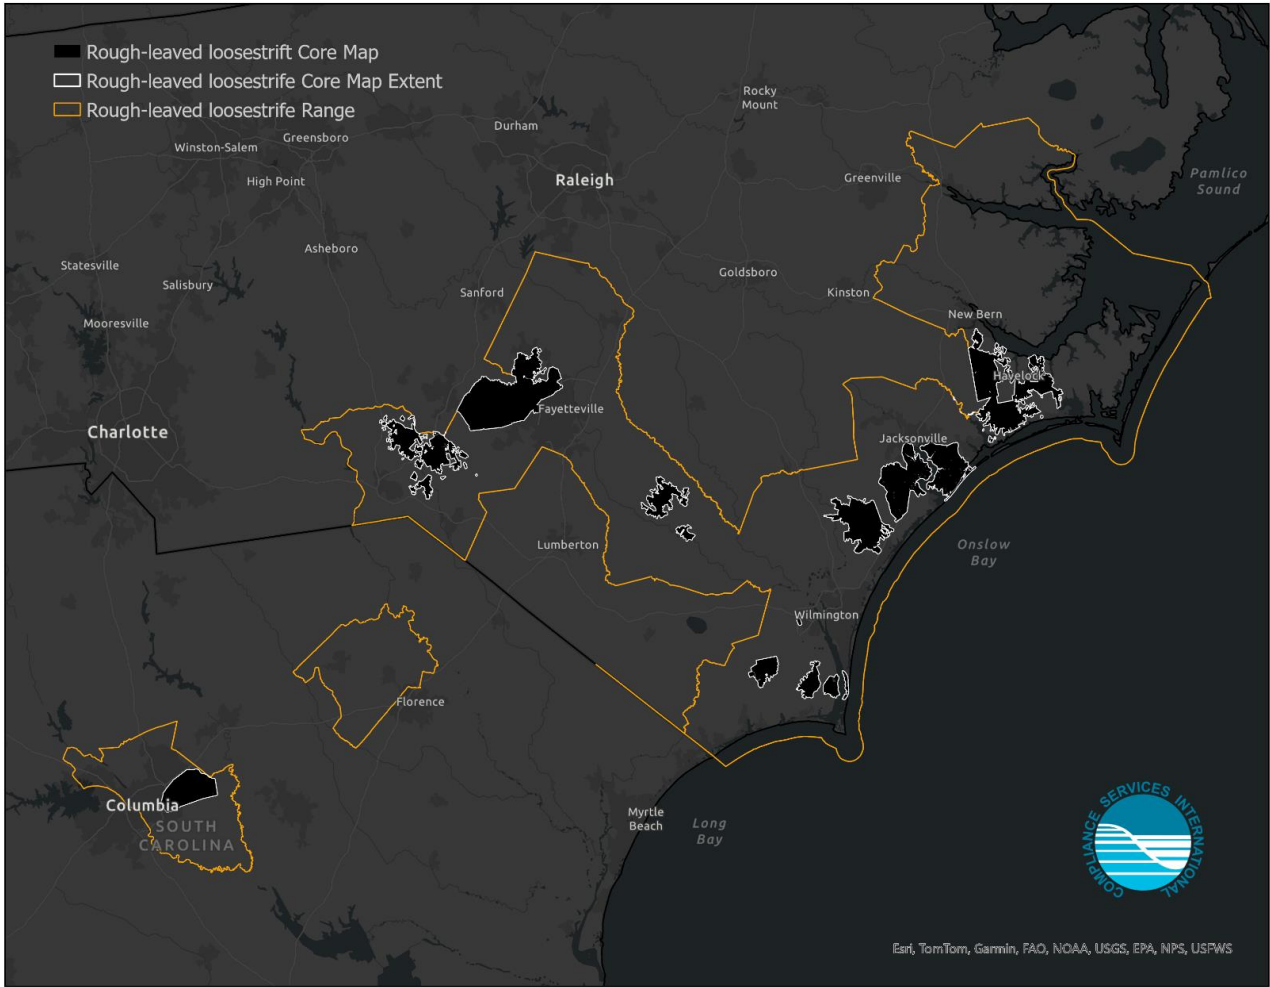 Rough-leaved loosestrift Core Map
Rough-leaved loosestrife Core Map Extent
Rough-leaved loosestrife Range
Rocky
Mount
Durham
Greensboro
Winston-Salem
High Point
Raleigh
Greenville
Pamlico
Sound
Asheboro
Statesville
Salisbury
Sanford
Goldsboro
Kinston
Mooresville
New Bern
Havelock
Fayetteville
Charlotte
Jacksonville
Lumberton
Onslow
Bay
Wilmington
Florence
Columbia
SOUTH
CAROLINA
Myrtle
Beach
Long
Bay
COMPLIANCE SERVICES INTERNATIONAL
Esri, TomTom, Garmin, FAO, NOAA, USGS, EPA, NPS, USFWS